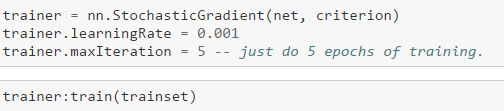 trainer = nn.StochasticGradient(net, criterion)
trainer.learningRate = 0.001
trainer.maxIteration = 5 -- just do 5 epochs of training.
trainer:train(trainset)